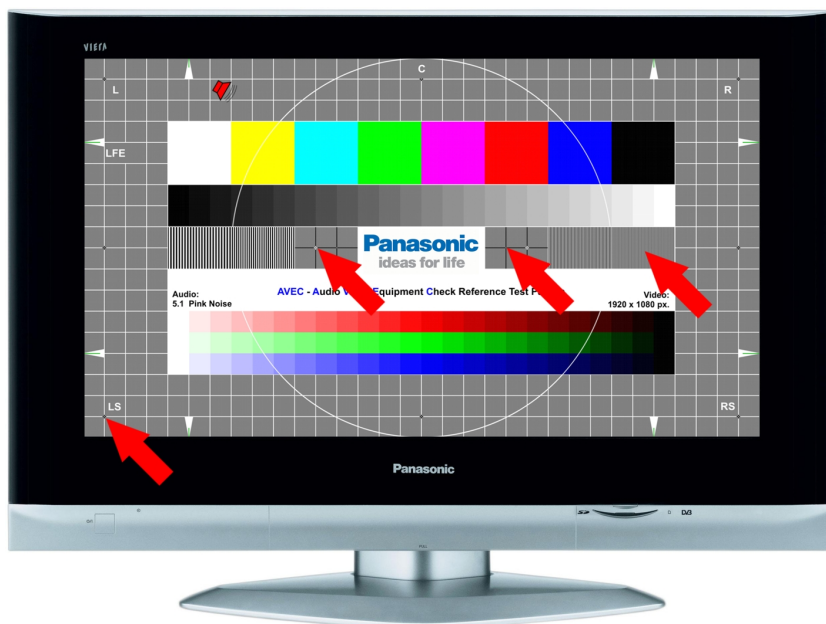 VIERA
C
L
R
LFE
Panasonic
ideas for life
AVEC - Audio Equipment Check Reference Test
Audio:
5.1 Pink Noise
Video:
1920 x 1080 px.
LS
RS
Panasonic
SD
DVB